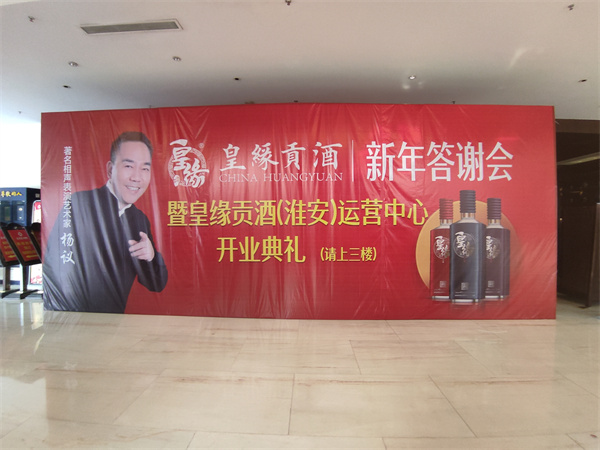 著名相声表演艺术家 杨议
皇缘
皇緣貢酒
CHINA HUANGYUAN
新年答谢会
暨皇缘贡酒(淮安)运营中心
开业典礼 (请上三楼)